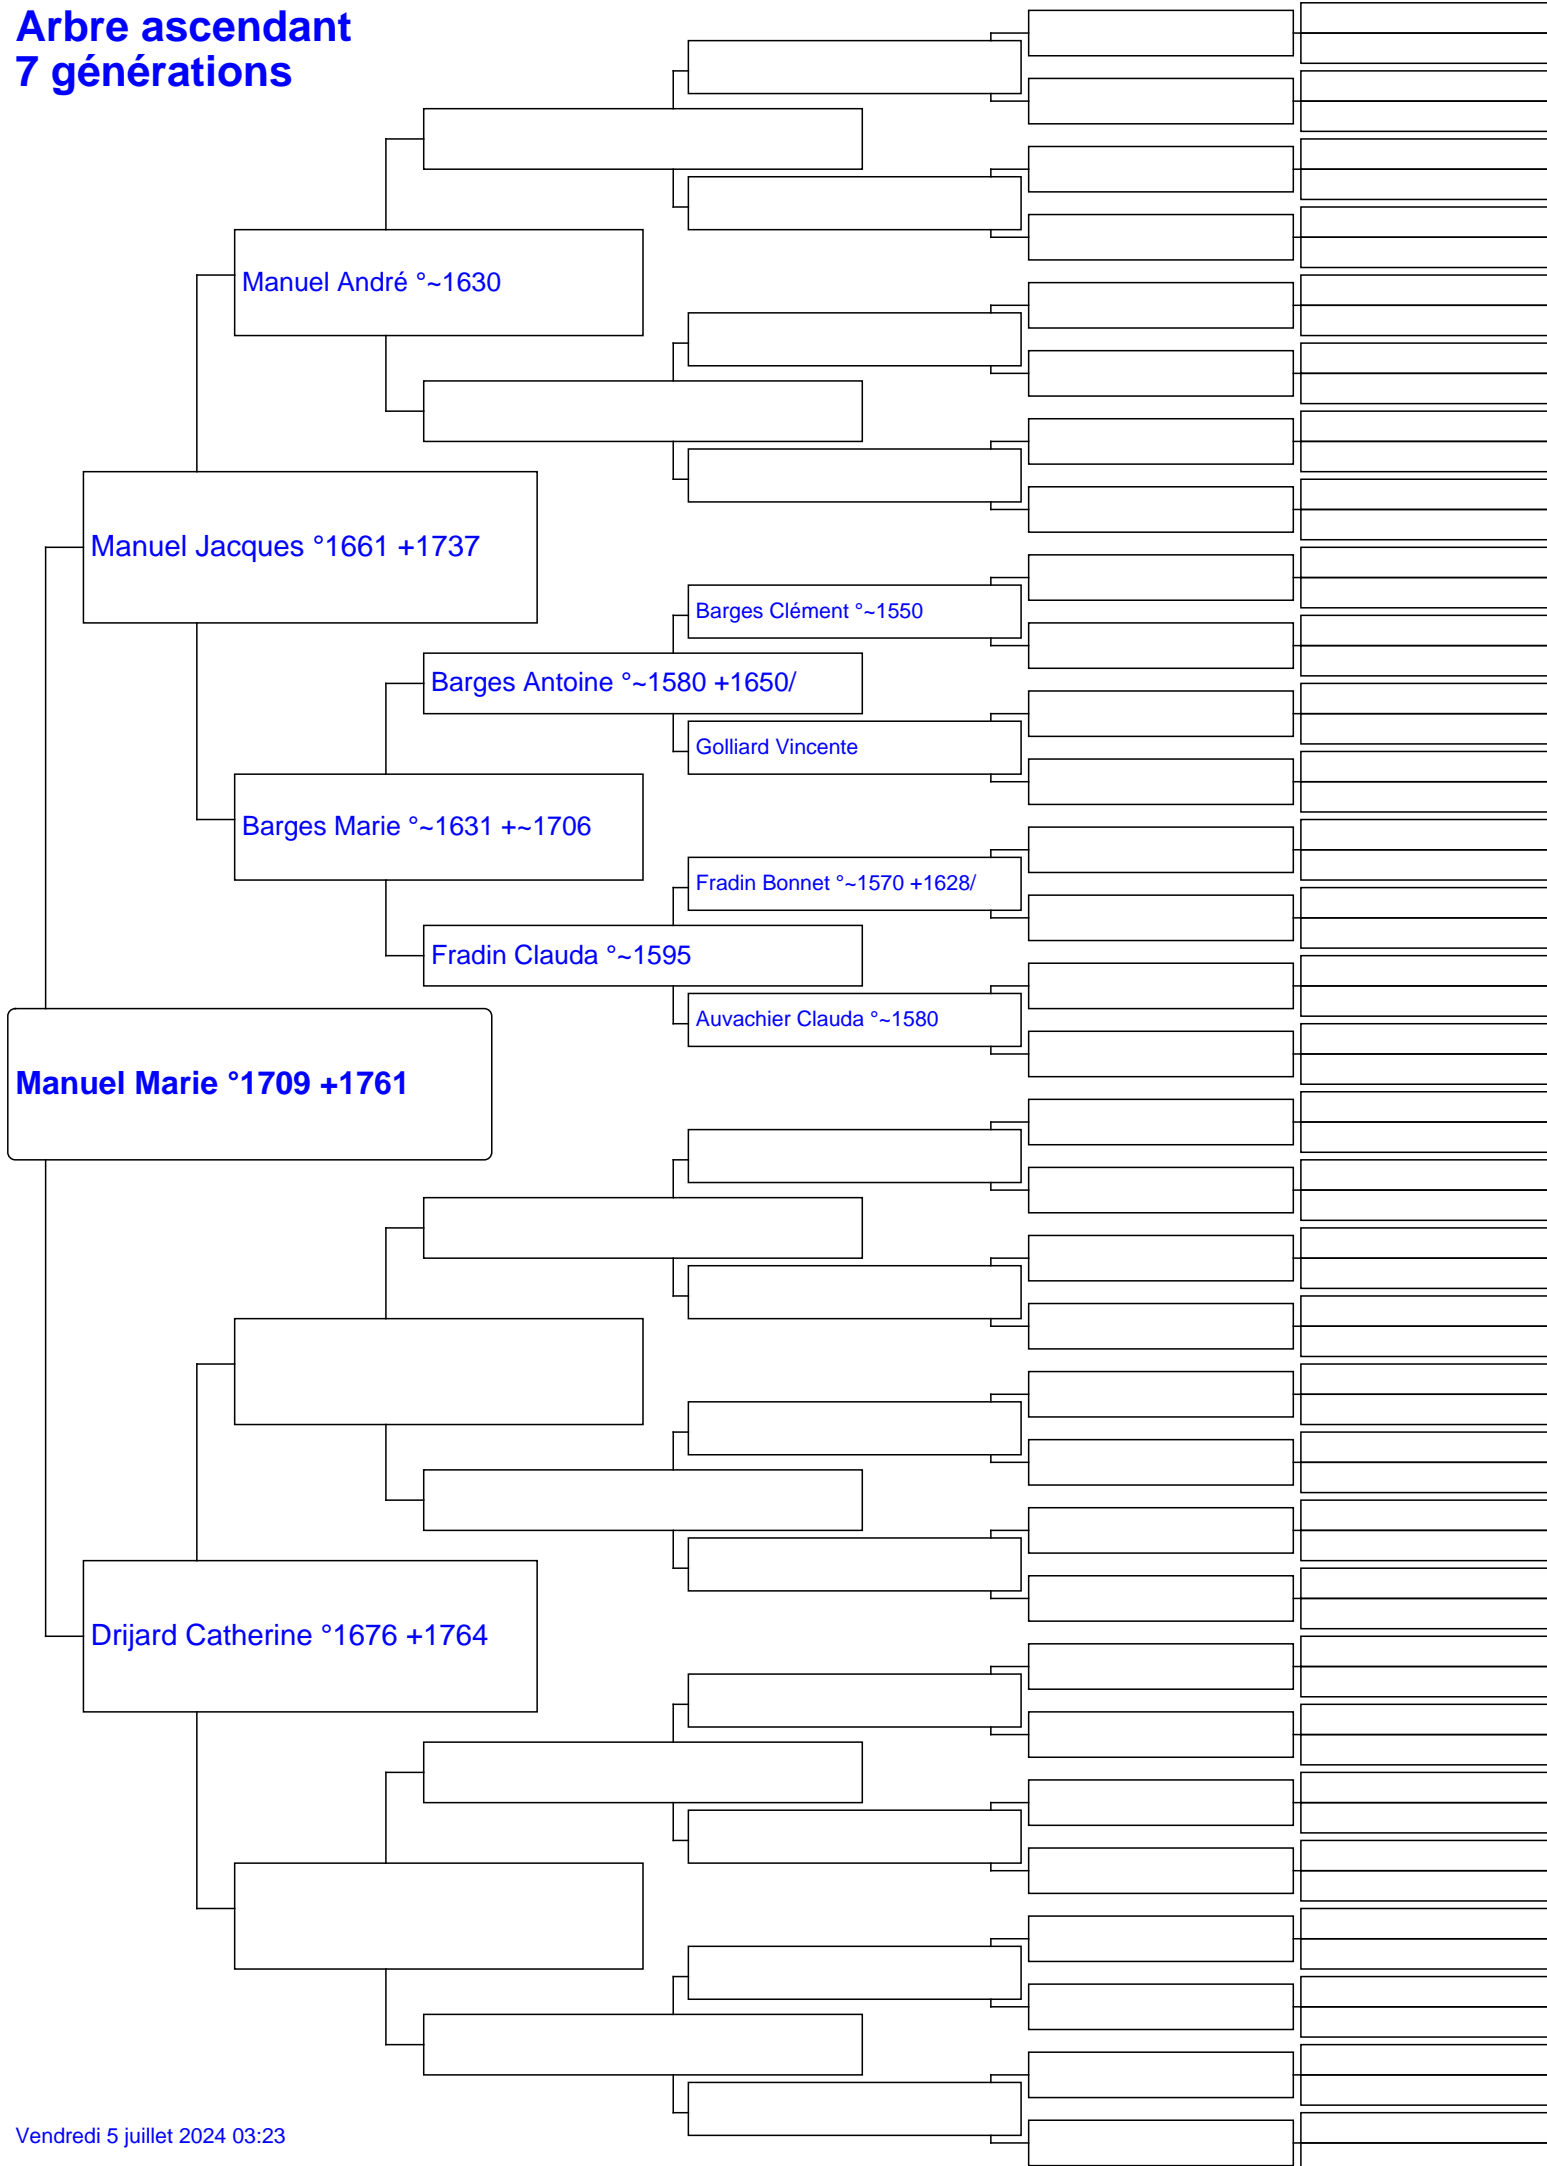 Arbre ascendant
7 générations
Manuel André °~1630
Manuel Jacques °1661 +1737
Barges Clément °~1550
Barges Antoine °~1580 +1650/
Golliard Vincente
Barges Marie °~1631 +~1706
Fradin Bonnet °~1570 +1628/
Fradin Clauda °~1595
Auvachier Clauda °~1580
Manuel Marie °1709 +1761
Drijard Catherine °1676 +1764
Vendredi 5 juillet 2024 03:23